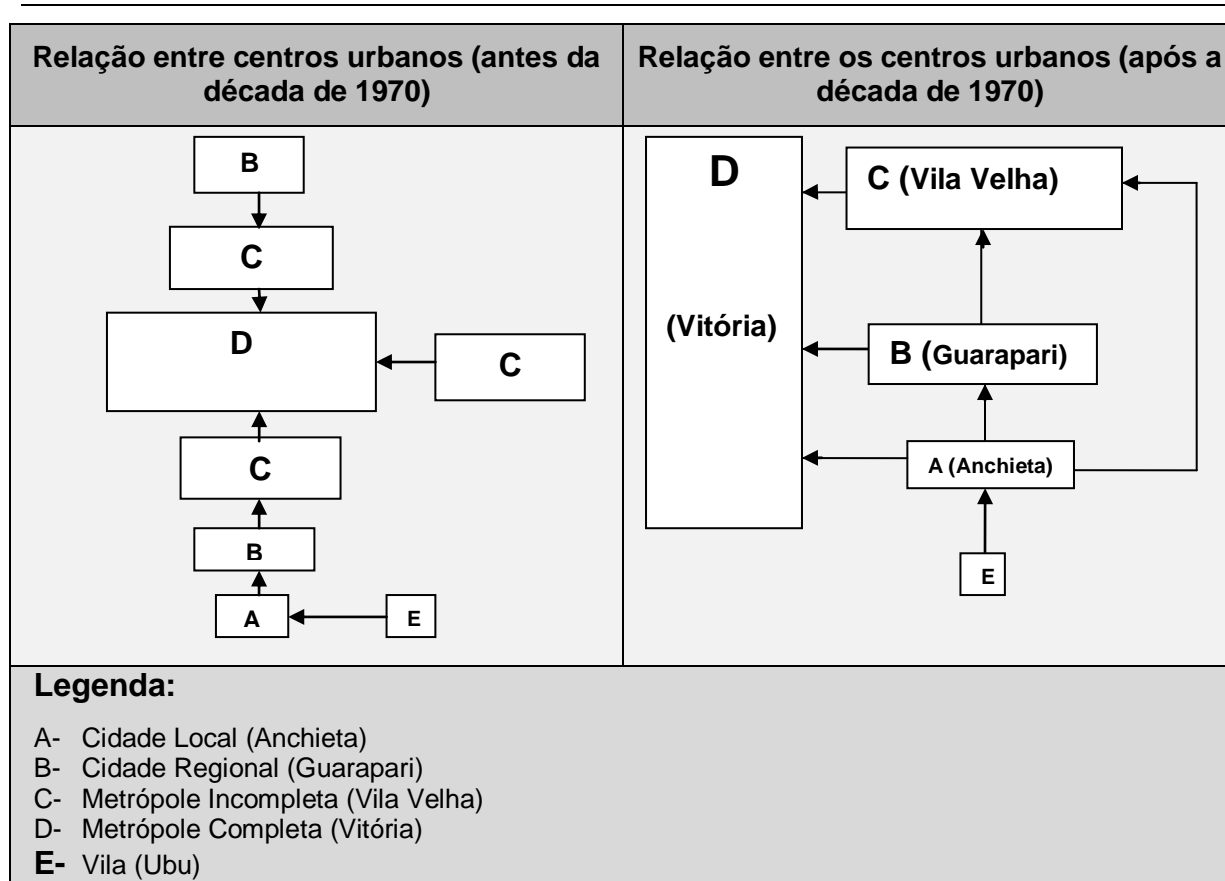 Relação entre centros urbanos (antes da
década de 1970)
Relação entre os centros urbanos (após a
década de 1970)
B
C
D
C
C
B
A
E
D
(Vitória)
C (Vila Velha)
B (Guarapari)
A (Anchieta)
E
Legenda:
A- Cidade Local (Anchieta)
B- Cidade Regional (Guarapari)
C- Metrópole Incompleta (Vila Velha)
D- Metrópole Completa (Vitória)
E- Vila (Ubu)